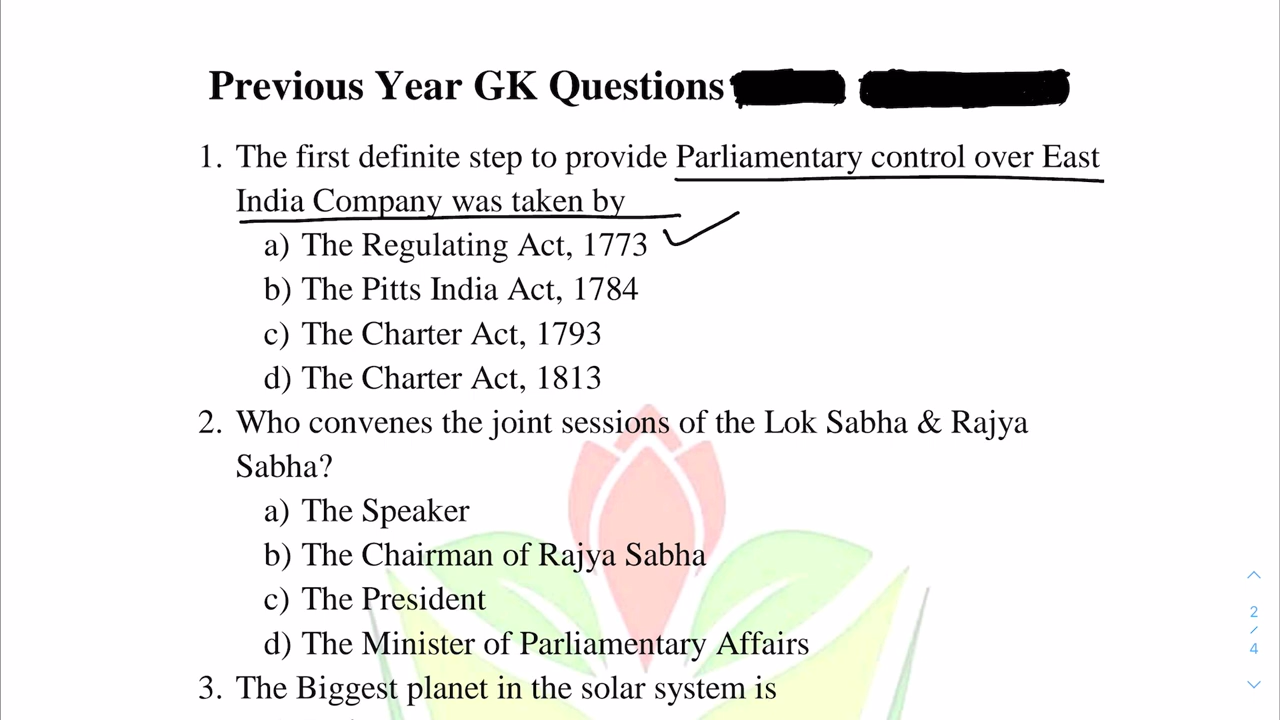 Previous Year GK Questions
1. The first definite step to provide Parliamentary control over East
India Company was taken by
a) The Regulating Act, 1773
b) The Pitts India Act, 1784
c) The Charter Act, 1793
d) The Charter Act, 1813
2. Who convenes the joint sessions of the Lok Sabha & Rajya
Sabha?
a) The Speaker
b) The Chairman of Rajya Sabha
c) The President
d) The Minister of Parliamentary Affairs
3. The Biggest planet in the solar system is
2
/
4